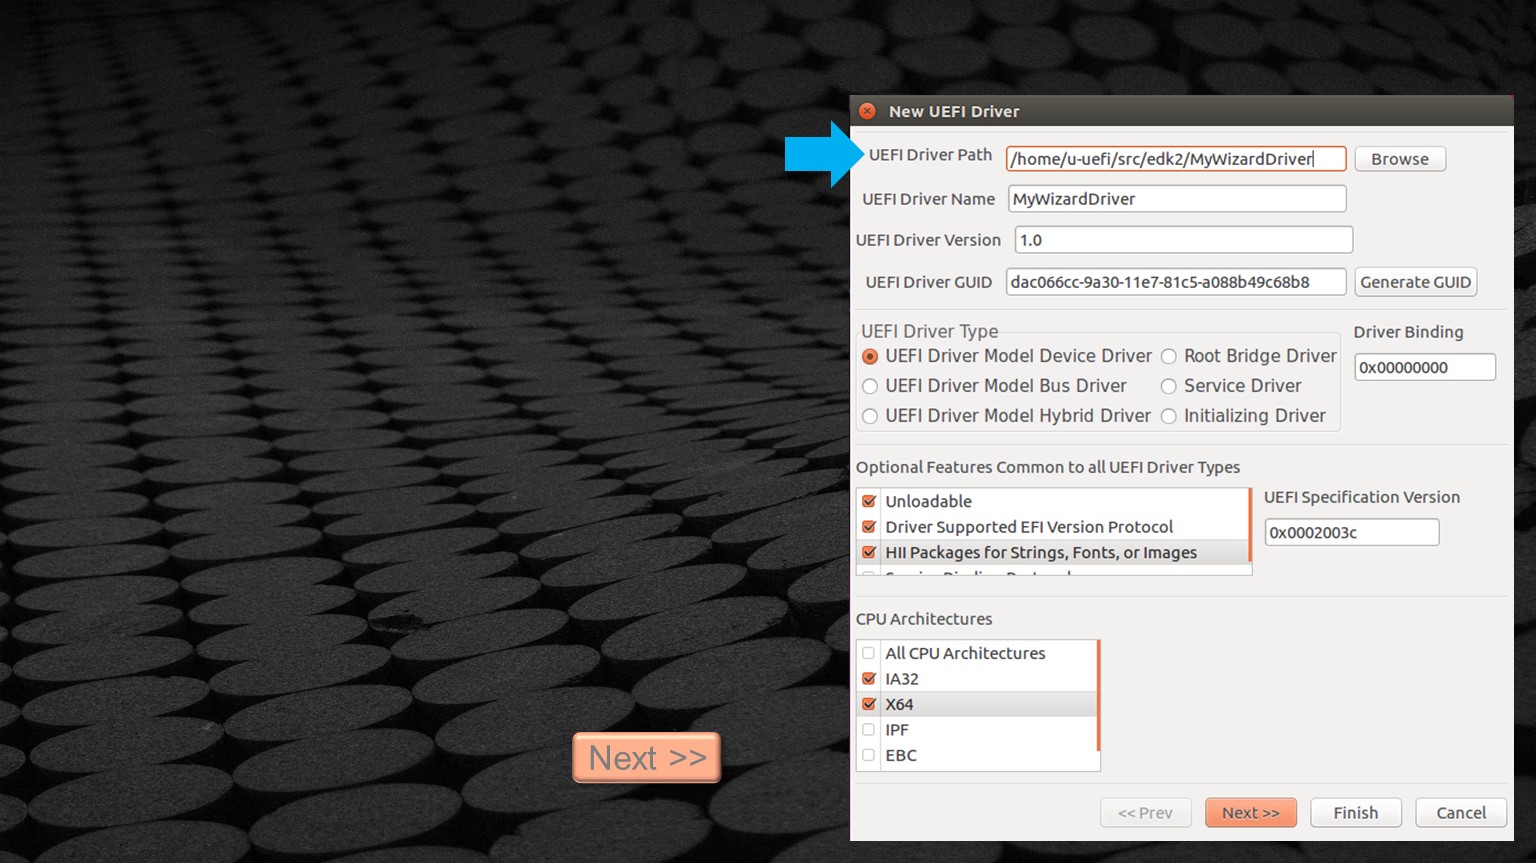 New UEFI Driver
UEFI Driver Path /home/u-uefi/src/edk2/MyWizardDriver Browse
UEFI Driver Name MyWizardDriver
UEFI Driver Version 1.0
UEFI Driver GUID dac066cc-9a30-11e7-81c5-a088b49c68b8 Generate GUID
UEFI Driver Type Driver Binding
UEFI Driver Model Device Driver Root Bridge Driver 0x00000000
UEFI Driver Model Bus Driver Service Driver
UEFI Driver Model Hybrid Driver Initializing Driver
Optional Features Common to all UEFI Driver Types
Unloadable UEFI Specification Version
Driver Supported EFI Version Protocol 0x0002003c
HII Packages for Strings, Fonts, or Images
CPU Architectures
All CPU Architectures
IA32
X64
IPF
EBC
Next >>
<< Prev Next >> Finish Cancel